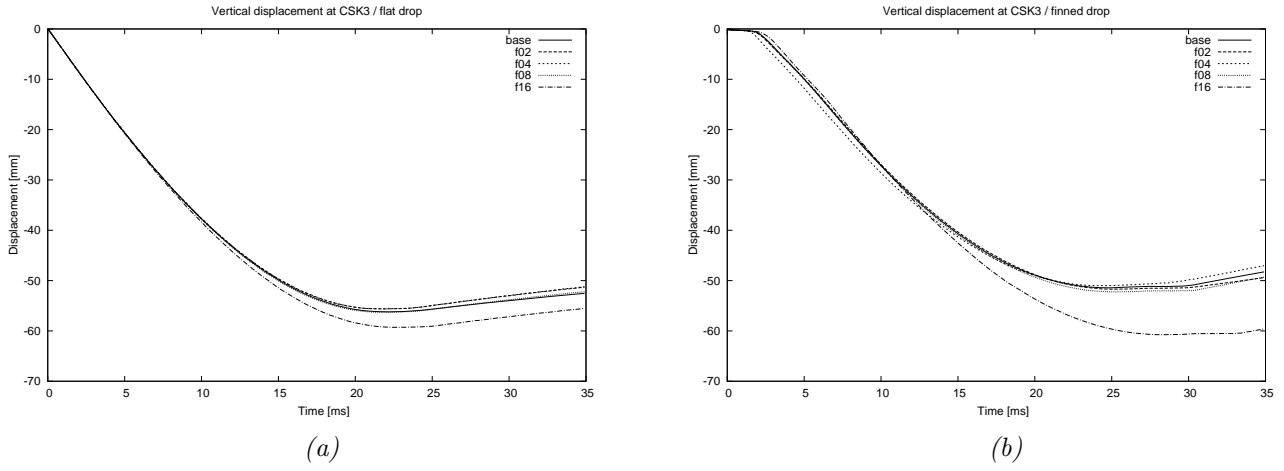 Vertical displacement at CSK3 / flat drop
0
-10
-20
-30
-40
-50
-60
-70
Displacement [mm]
base
f02
f04
f08
f16
0 5 10 15 20 25 30 35
Time [ms]
(a)
Vertical displacement at CSK3 / finned drop
0
-10
-20
-30
-40
-50
-60
-70
Displacement [mm]
base
f02
f04
f08
f16
0 5 10 15 20 25 30 35
Time [ms]
(b)